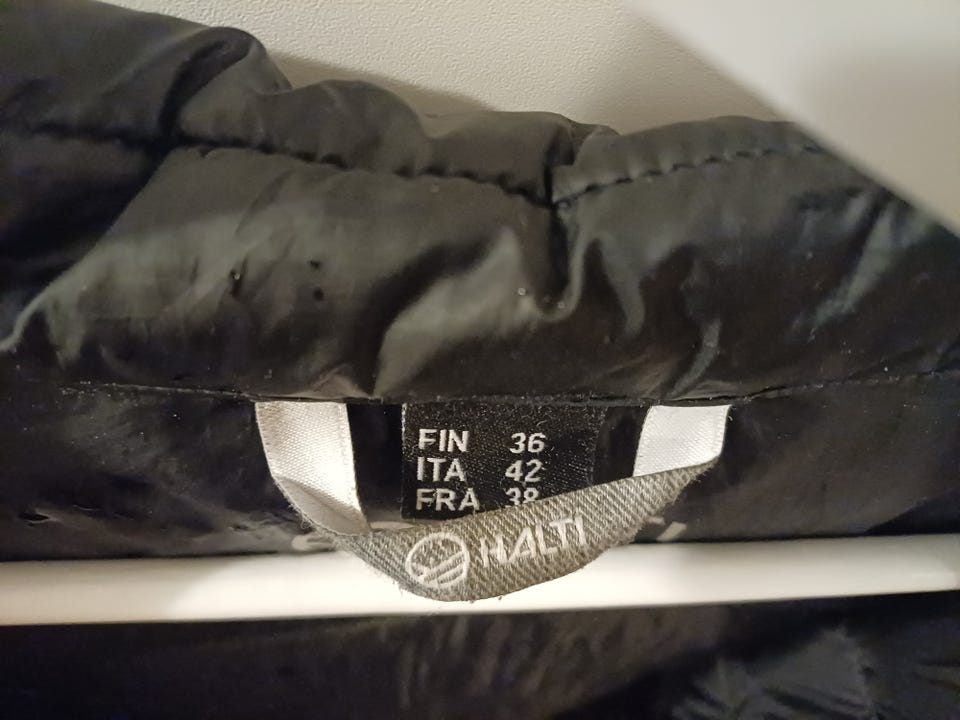 FIN 36
ITA 42
FRA 38
HALTI